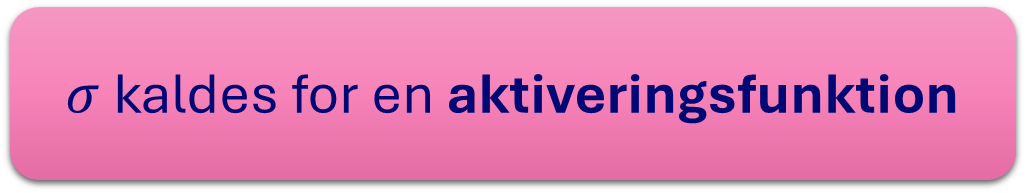 σ kaldes for en aktiveringsfunktion